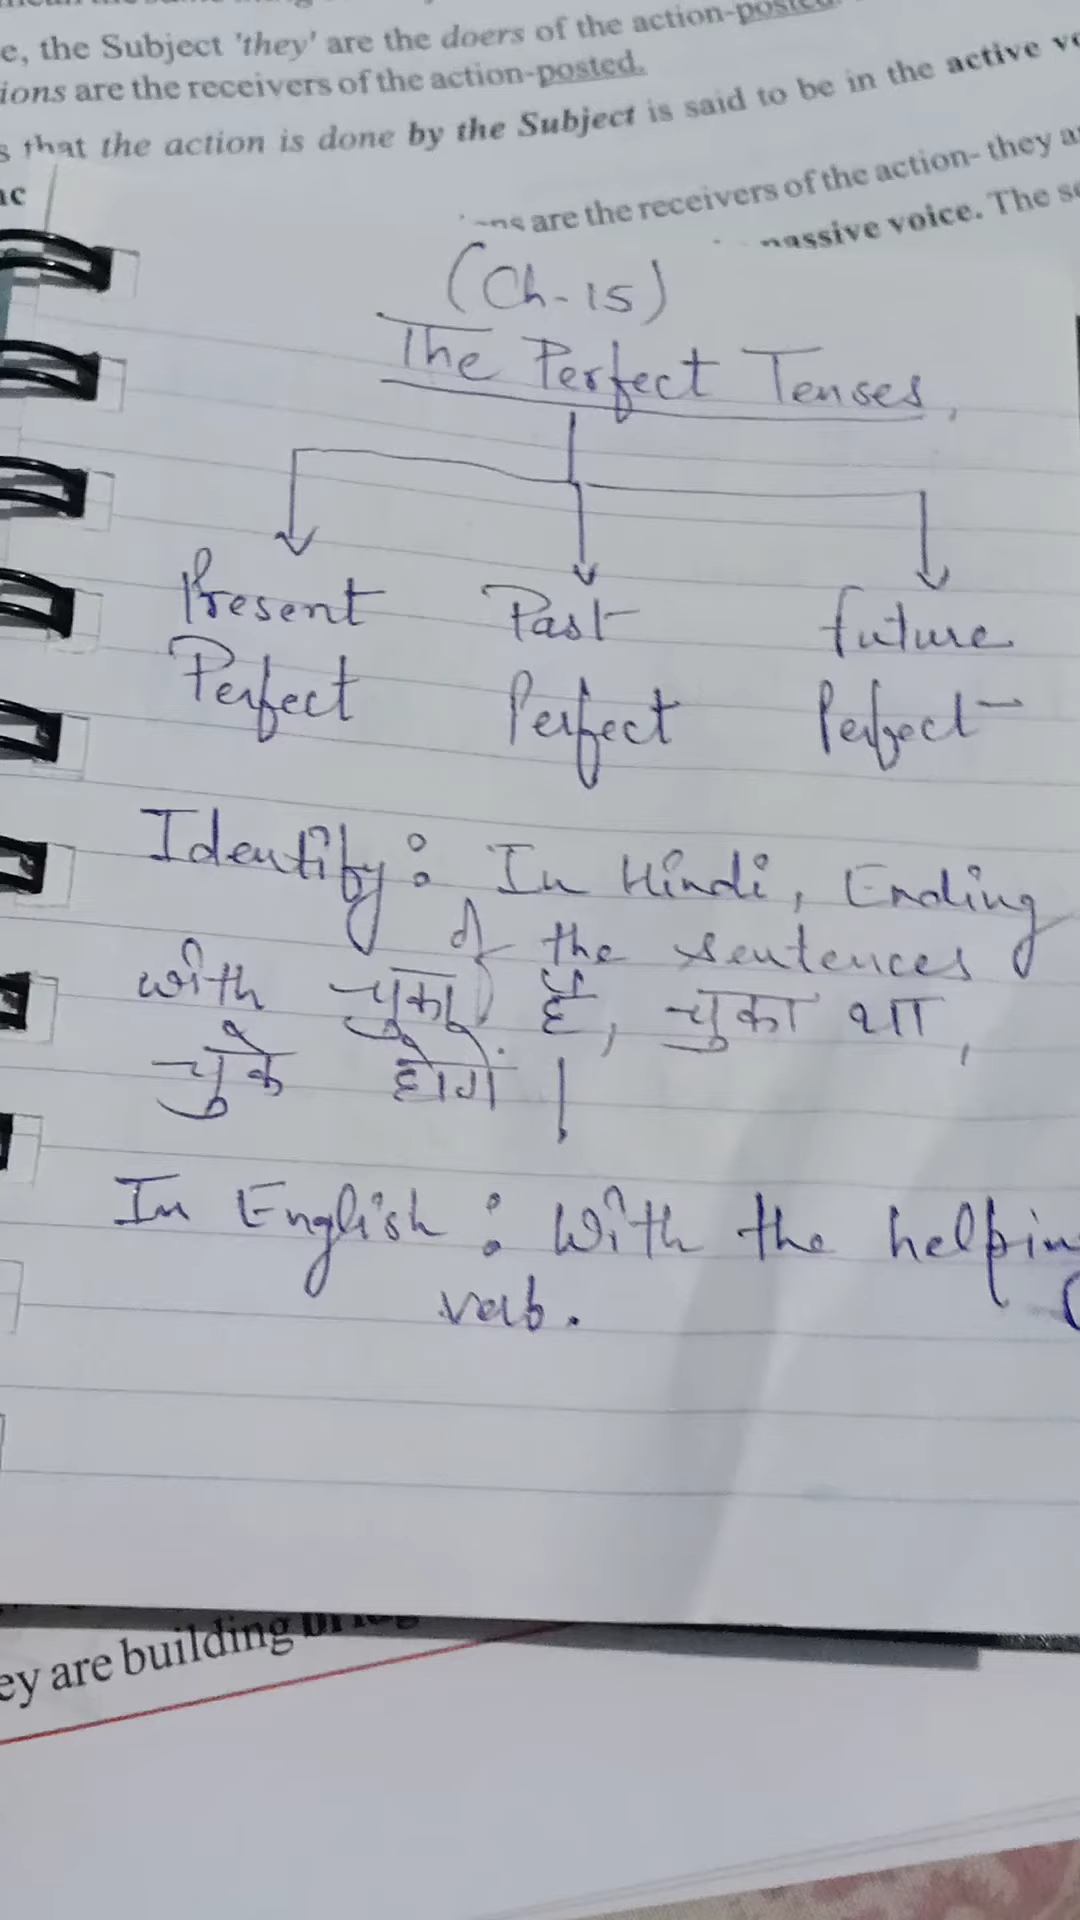 e, the Subject 'they' are the doers of the action-posted.
ions are the receivers of the action-posted.
s that the action is done by the Subject is said to be in the active
are the receivers of the action- they
passive voice. The
(Ch-15)
The Perfect Tenses,
Present Past Future
Perfect Perfect Perfect
Identify: In Hindi, Ending
of the sentences
with चुका है, चुका था,
चुके होगें |
In English: With the helpin
verb.
ey are building